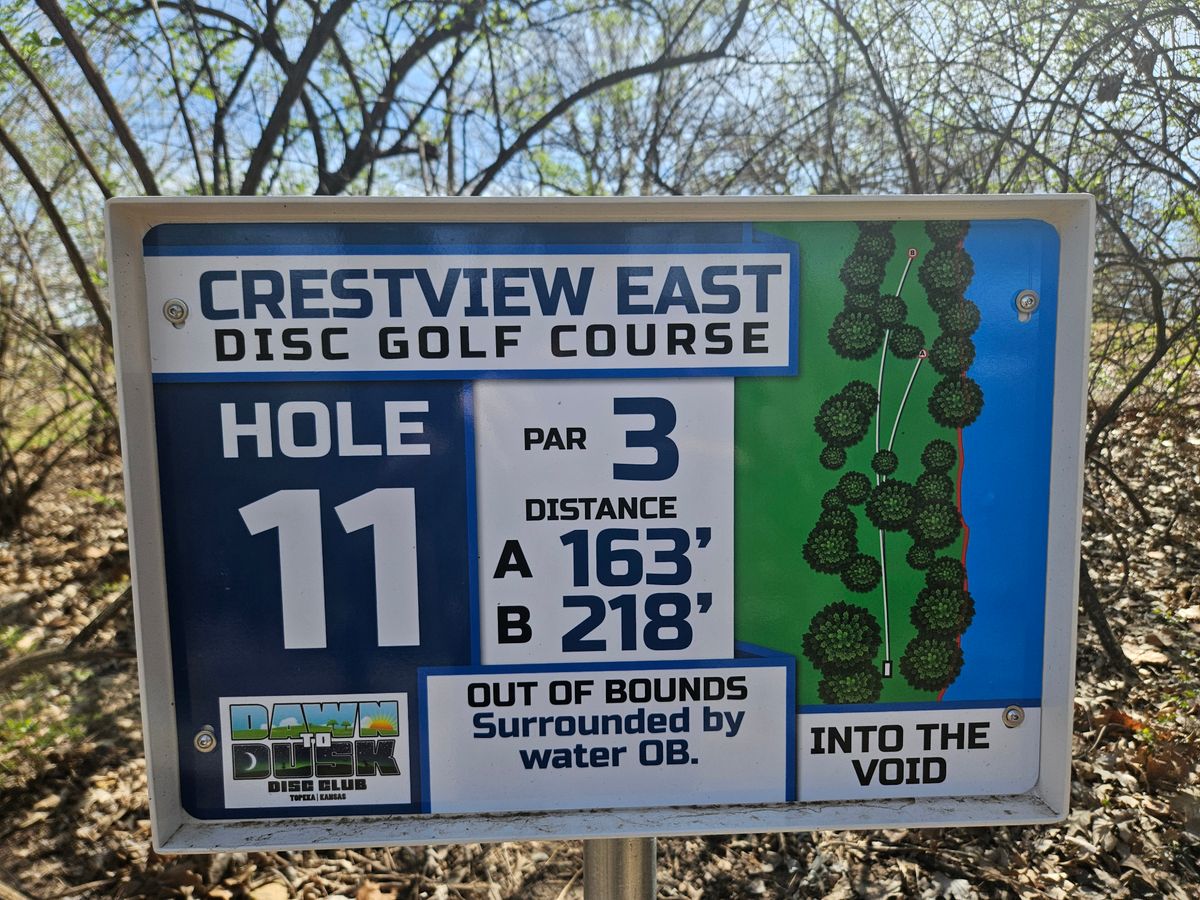 CRESTVIEW EAST
DISC GOLF COURSE
HOLE
11
PAR 3
DISTANCE
A 163’
B 218’
B
A
OUT OF BOUNDS
Surrounded by
water OB.
INTO THE
VOID
DAWN
TO
DUSK
DISC CLUB
TOPEKA | KANSAS